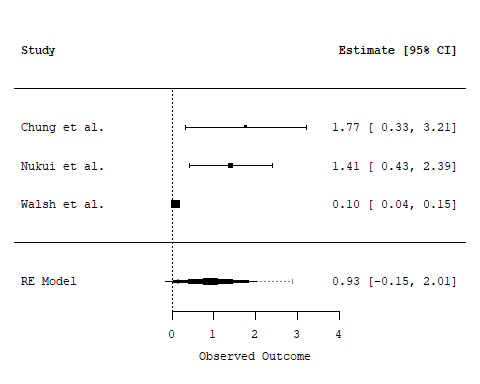 Study Estimate [95% CI]
Chung et al. 1.77 [ 0.33, 3.21]
Nukui et al. 1.41 [ 0.43, 2.39]
Walsh et al. 0.10 [ 0.04, 0.15]
RE Model 0.93 [-0.15, 2.01]
0 1 2 3 4
Observed Outcome